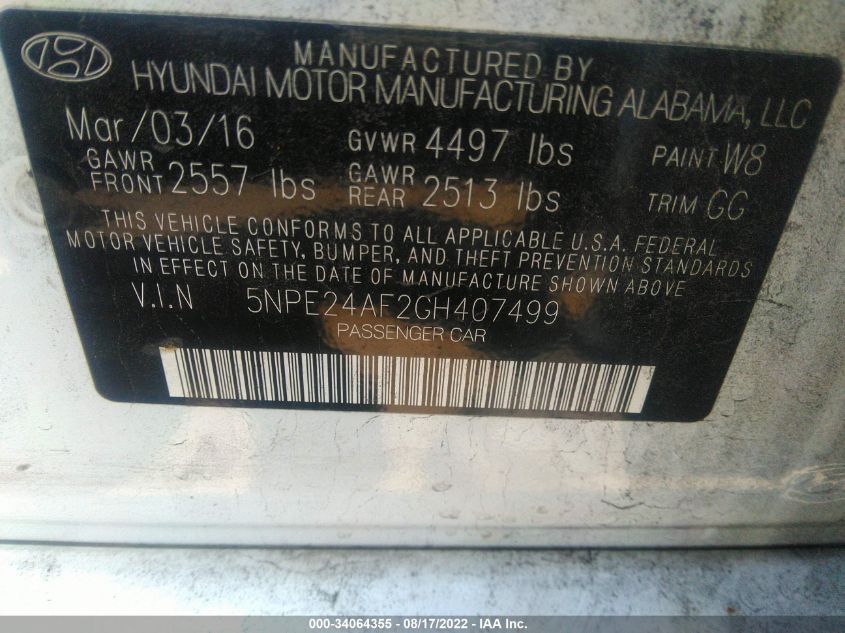 MANUFACTURED BY
HYUNDAI MOTOR MANUFACTURING ALABAMA, LLC
Mar/03/16 GVWR 4497 lbs PAINT W8
GAWR FRONT 2557 lbs GAWR REAR 2513 lbs TRIM GG
THIS VEHICLE CONFORMS TO ALL APPLICABLE U.S.A. FEDERAL
MOTOR VEHICLE SAFETY, BUMPER, AND THEFT PREVENTION STANDARDS
IN EFFECT ON THE DATE OF MANUFACTURE SHOWN ABOVE.
V.I.N 5NPE24AF2GH407499
PASSENGER CAR
000-34064355 - 08/17/2022 - IAA Inc.